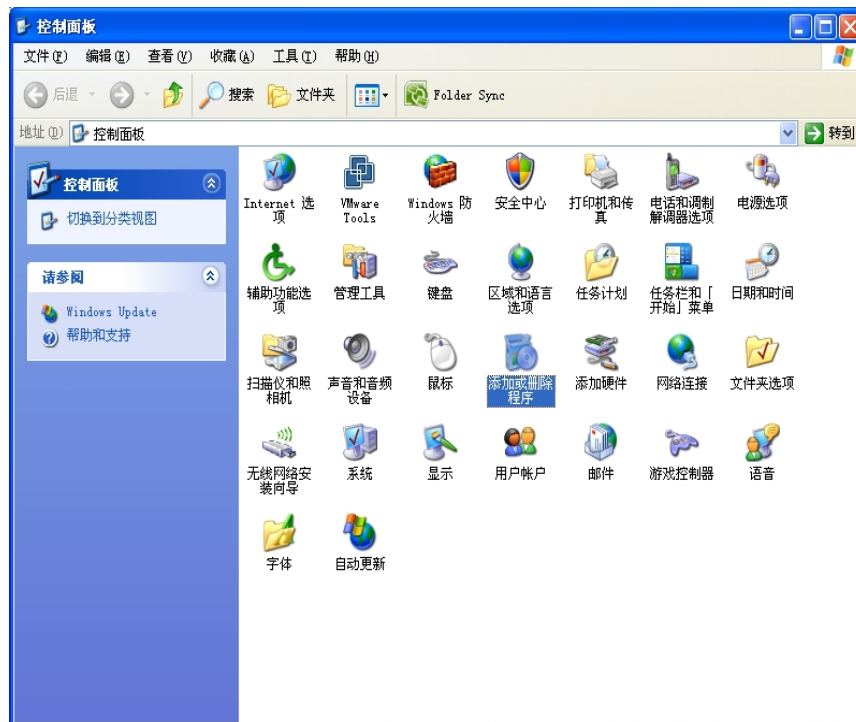 控制面板
文件(F) 编辑(E) 查看(V) 收藏(A) 工具(T) 帮助(H)
后退 搜索 文件夹 Folder Sync
地址(D) 控制面板 转到
控制面板
切换到分类视图
请参阅
Windows Update
帮助和支持
Internet 选
项
VMware
Tools
Windows 防
火墙
安全中心
打印机和传
真
电话和调制
解调器选项
电源选项
辅助功能选
项
管理工具
键盘
区域和语言
选项
任务计划
任务栏和「
开始」菜单
日期和时间
扫描仪和照
相机
声音和音频
设备
鼠标
添加或删除
程序
添加硬件
网络连接
文件夹选项
无线网络安
装向导
系统
显示
用户帐户
邮件
游戏控制器
语音
字体
自动更新